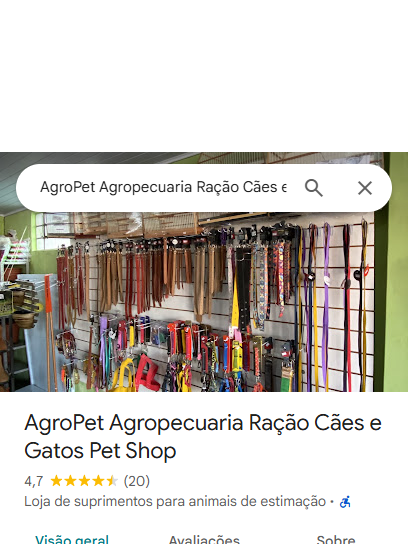 AgroPet Agropecuaria Ração Cães e
AgroPet Agropecuaria Ração Cães e
Gatos Pet Shop
4,7 (20)
Loja de suprimentos para animais de estimação •
Visão geral Avaliações Sobre